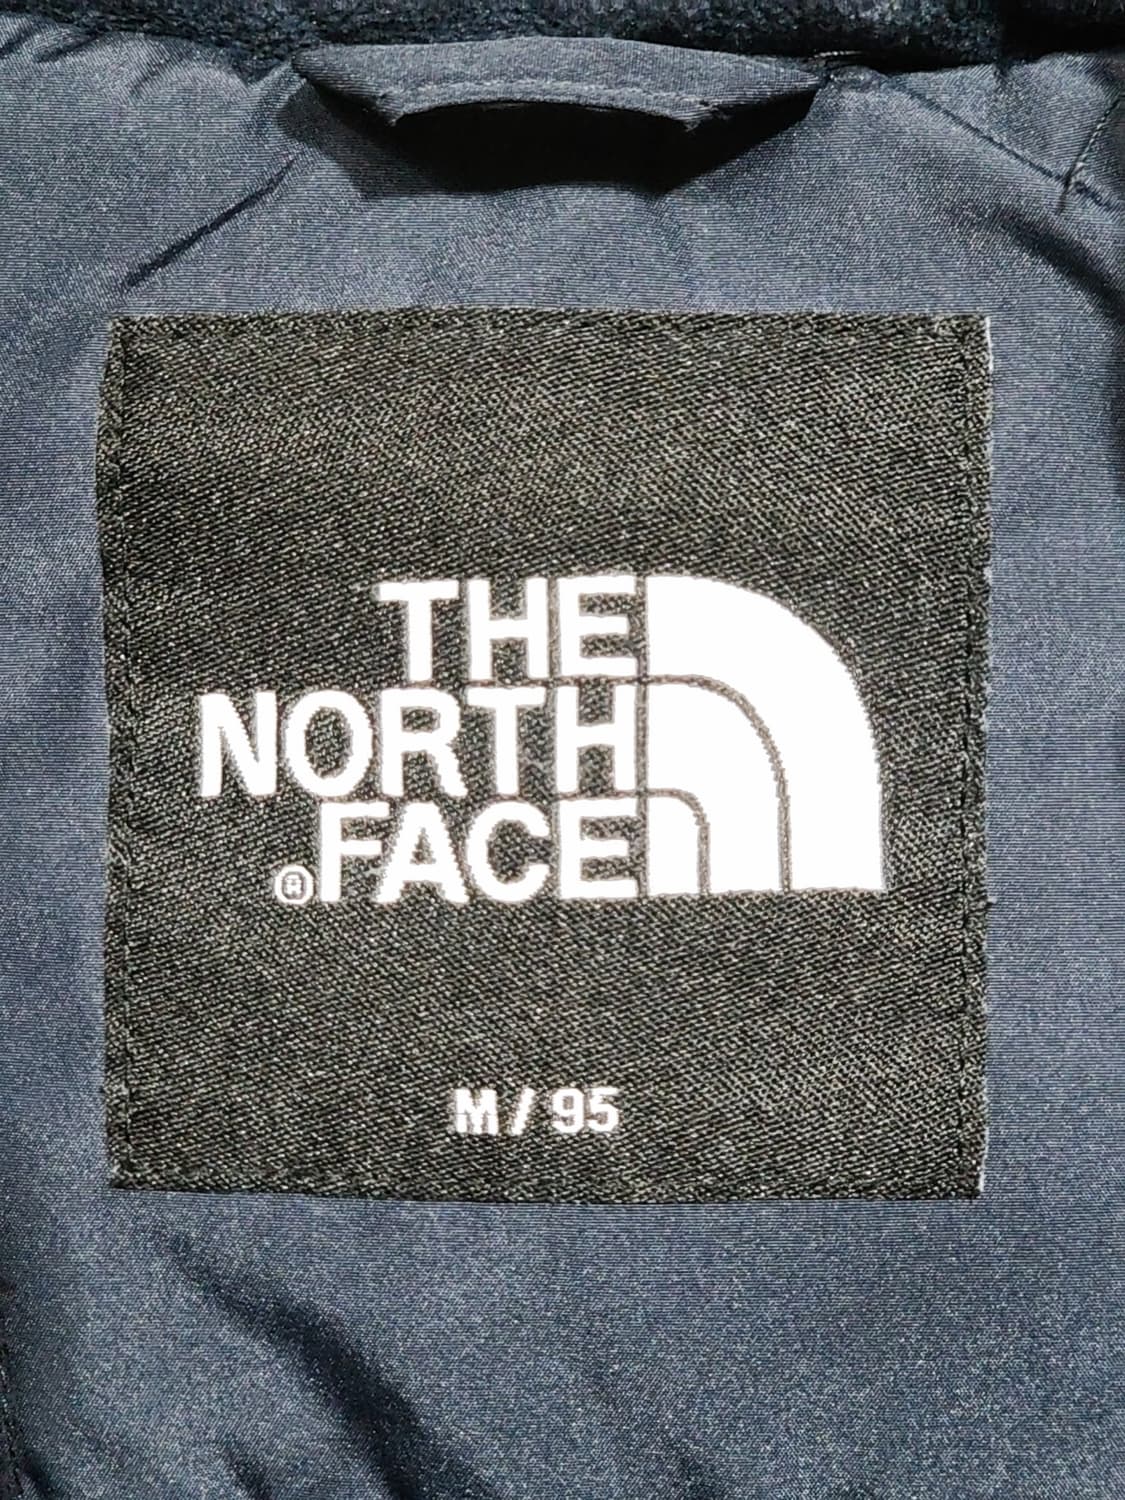 THE
NORTH
®FACE
M / 95